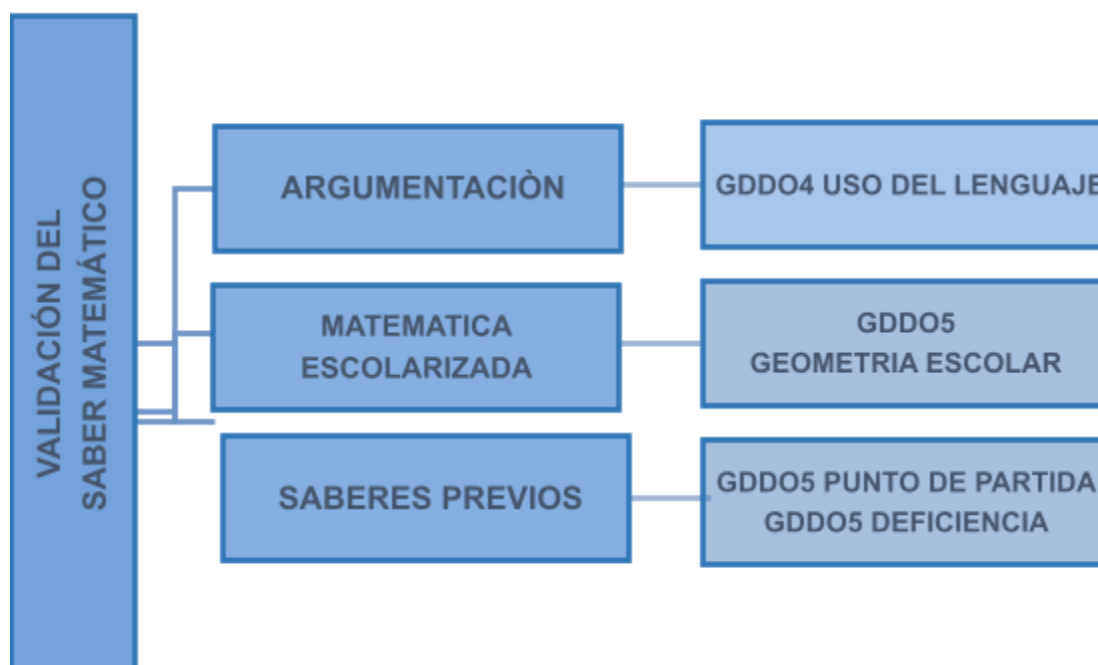 VALIDACIÓN DEL
SABER MATEMÁTICO
ARGUMENTACIÒN
GDDO4 USO DEL LENGUAJE
MATEMATICA
ESCOLARIZADA
GDDO5
GEOMETRIA ESCOLAR
SABERES PREVIOS
GDDO5 PUNTO DE PARTIDA
GDDO5 DEFICIENCIA